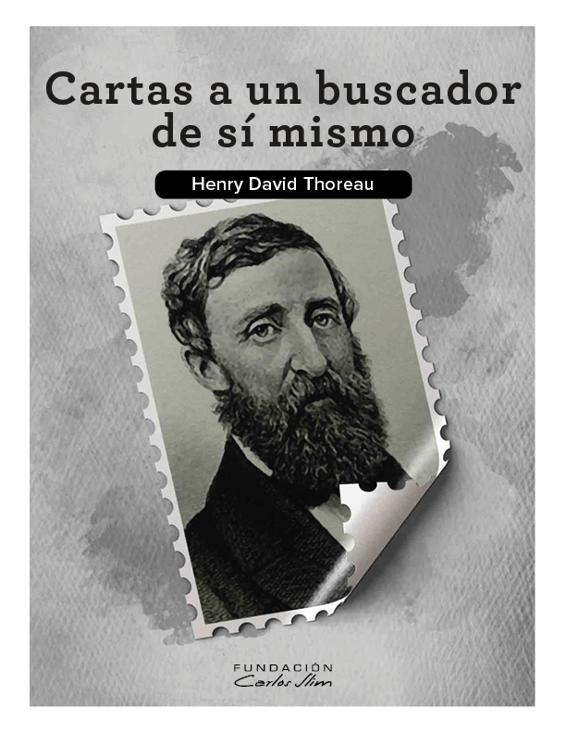 Cartas a un buscador
de sí mismo
Henry David Thoreau
FUNDACIÓN
Carlos Slim